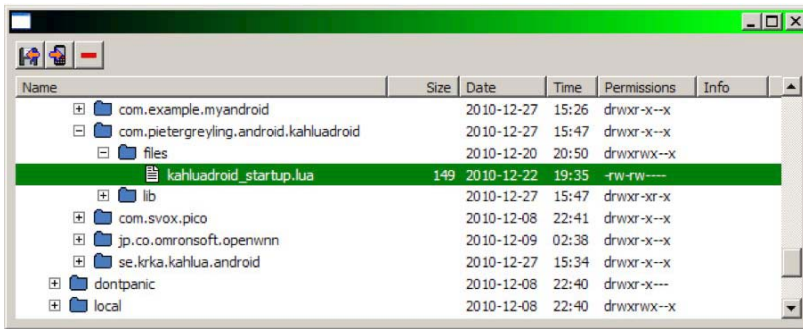 Name Size Date Time Permissions Info
com.example.myandroid 2010-12-27 15:26 drwxr-x--x
com.pietergreyling.android.kahluadroid 2010-12-27 15:47 drwxr-x--x
files 2010-12-20 20:50 drwxrwx--x
kahluadroid_startup.lua 149 2010-12-22 19:35 -rw-rw----
lib 2010-12-27 15:47 drwxr-xr-x
com.svox.pico 2010-12-08 22:41 drwxr-x--x
jp.co.omronsoft.openwnn 2010-12-09 02:38 drwxr-x--x
se.krka.kahlua.android 2010-12-27 15:34 drwxr-x--x
dontpanic 2010-12-08 22:40 drwxr-x---
local 2010-12-08 22:40 drwxrwx--x